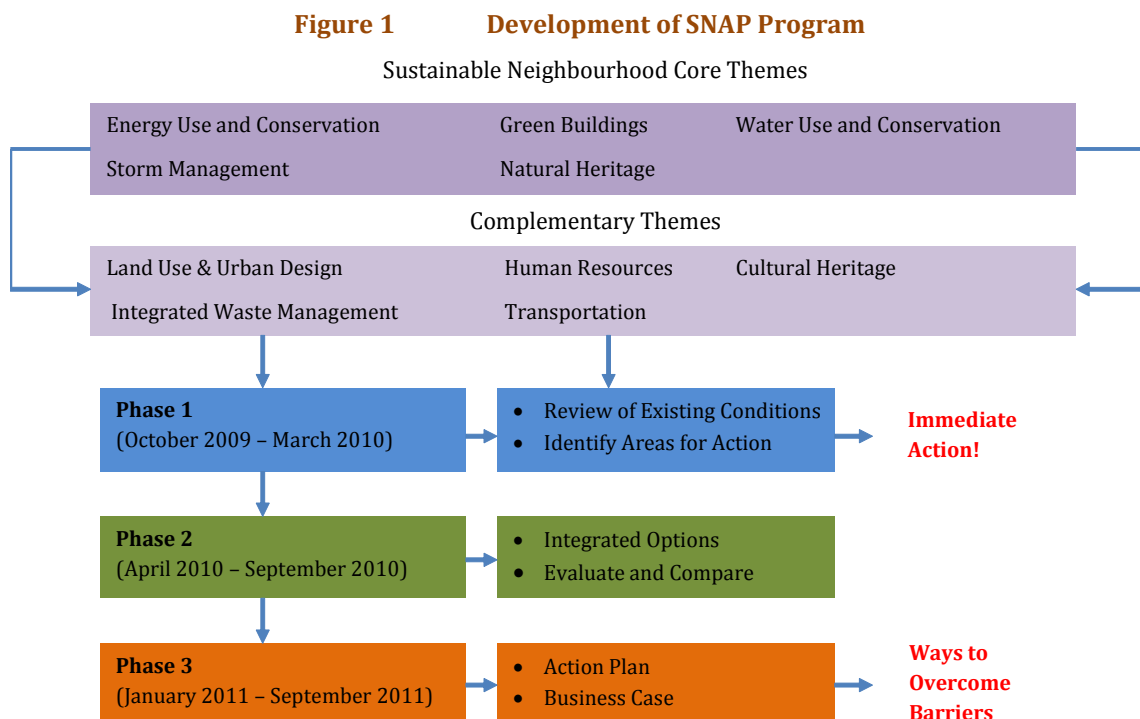 Figure 1 Development of SNAP Program
Sustainable Neighbourhood Core Themes
Energy Use and Conservation Green Buildings Water Use and Conservation
Storm Management Natural Heritage
Complementary Themes
Land Use & Urban Design Human Resources Cultural Heritage
Integrated Waste Management Transportation
Phase 1
(October 2009 – March 2010)
• Review of Existing Conditions
• Identify Areas for Action
Immediate
Action!
Phase 2
(April 2010 – September 2010)
• Integrated Options
• Evaluate and Compare
Phase 3
(January 2011 – September 2011)
• Action Plan
• Business Case
Ways to
Overcome
Barriers